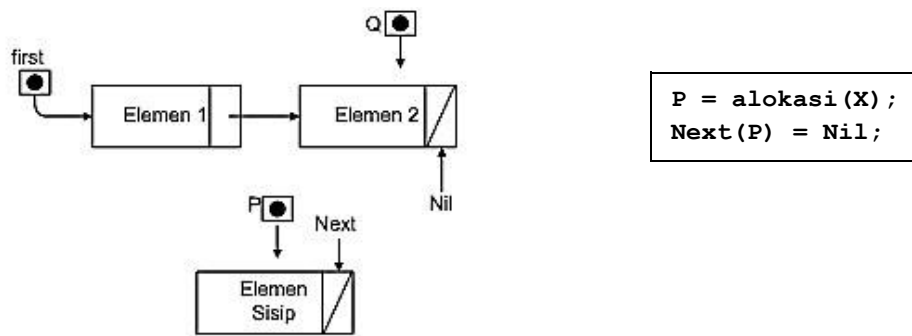 Q
first
Elemen 1
Elemen 2
P = alokasi(X);
Next(P) = Nil;
Nil
P
Next
Elemen
Sisip